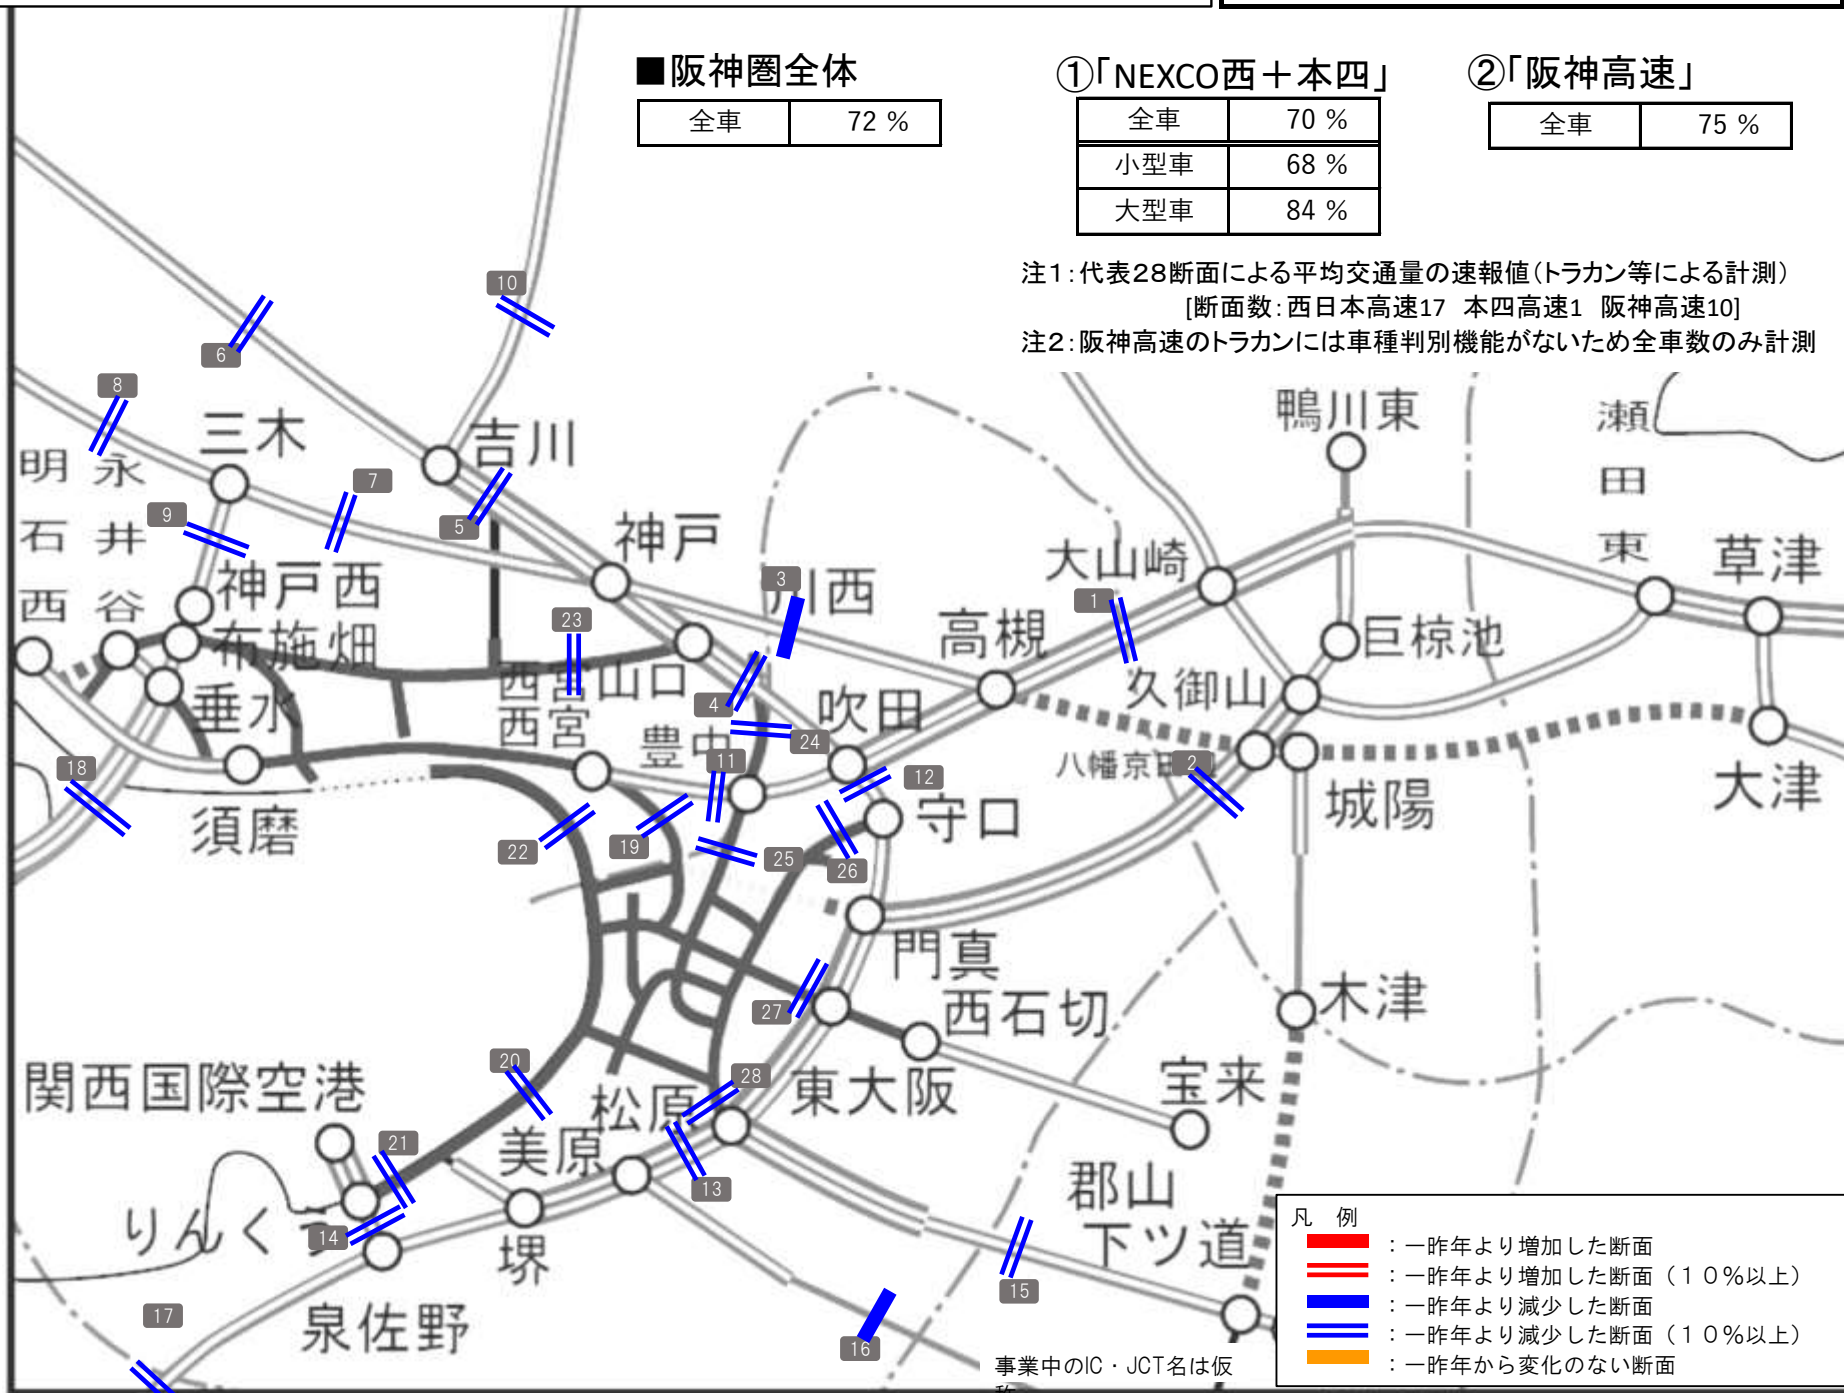 ■阪神圏全体
全車 72 %
①「NEXCO西＋本四」
全車 70 %
小型車 68 %
大型車 84 %
②「阪神高速」
全車 75 %
注1：代表28断面による平均交通量の速報値（トラカン等による計測）
[断面数：西日本高速17 本四高速1 阪神高速10]
注2：阪神高速のトラカンには車種判別機能がないため全車数のみ計測
10
6
8
三木
吉川
鴨川東
瀬田東
明石西
永井谷
7
9
5
神戸
大山崎
草津
3
川西
1
神戸西
布施畑
23
高槻
巨椋池
西宮山口
久御山
垂水
4
吹田
西宮
豊中
24
11
八幡京田
2
18
12
大津
須磨
守口
城陽
22
19
25
26
門真
27
西石切
木津
20
28
関西国際空港
松原
東大阪
宝来
21
美原
13
郡山
下ツ道
りんくう
14
堺
15
17
泉佐野
16
事業中のIC・JCT名は仮
称
凡　例
：一昨年より増加した断面
：一昨年より増加した断面（１０％以上）
：一昨年より減少した断面
：一昨年より減少した断面（１０％以上）
：一昨年から変化のない断面